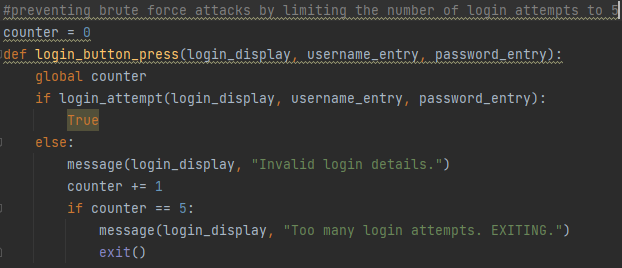 #preventing brute force attacks by limiting the number of login attempts to 5
counter = 0
def login_button_press(login_display, username_entry, password_entry):
    global counter
    if login_attempt(login_display, username_entry, password_entry):
        True
    else:
        message(login_display, "Invalid login details.")
        counter += 1
        if counter == 5:
            message(login_display, "Too many login attempts. EXITING.")
            exit()